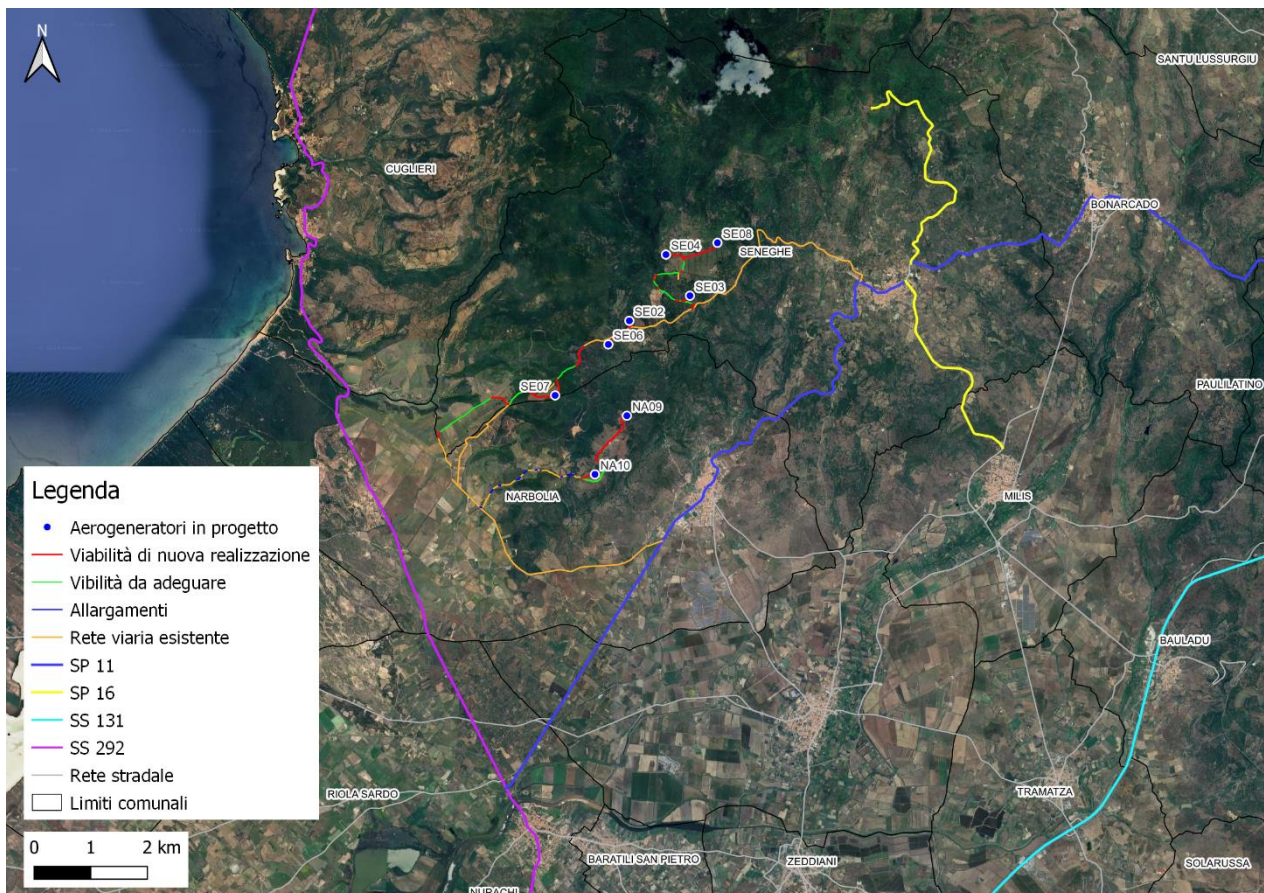 N
SANTU LUSSURGIU
CUGLIERI
BONARCADO
SE08
SE04
SENEGHE
SE03
SE02
SE06
PAULILATINO
SE07
NA09
NA10
NARBOLIA
MILIS
Legenda
Aerogeneratori in progetto
Viabilità di nuova realizzazione
Vibilità da adeguare
Allargamenti
Rete viaria esistente
SP 11
SP 16
SS 131
SS 292
Rete stradale
Limiti comunali
BAULADU
RIOLA SARDO
TRAMATZA
0 1 2 km
BARATILI SAN PIETRO
ZEDDIANI
SOLARUSSA
NURACHI